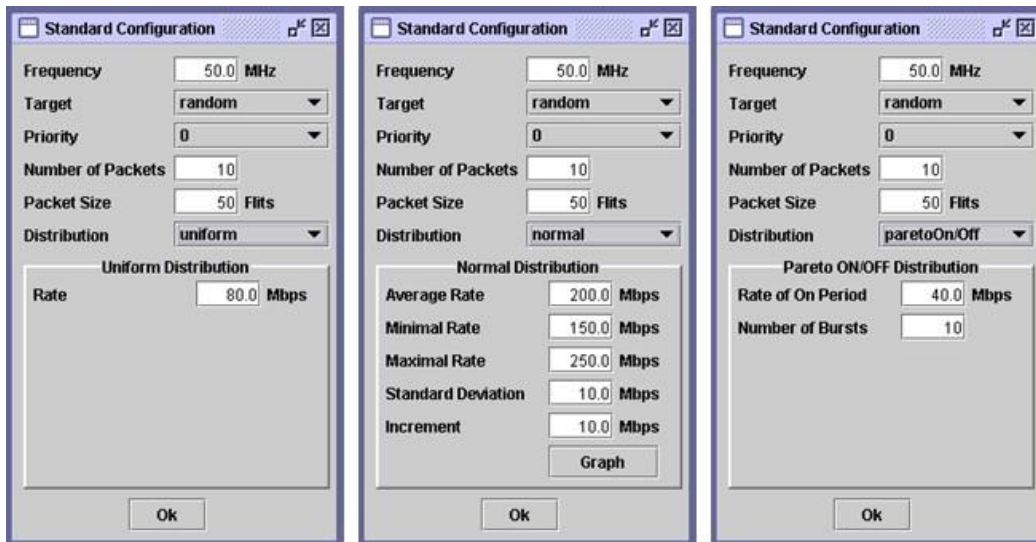 Standard Configuration
Frequency 50.0 MHz
Target random
Priority 0
Number of Packets 10
Packet Size 50 Flits
Distribution uniform
Uniform Distribution
Rate 80.0 Mbps
Ok
Standard Configuration
Frequency 50.0 MHz
Target random
Priority 0
Number of Packets 10
Packet Size 50 Flits
Distribution normal
Normal Distribution
Average Rate 200.0 Mbps
Minimal Rate 150.0 Mbps
Maximal Rate 250.0 Mbps
Standard Deviation 10.0 Mbps
Increment 10.0 Mbps
Graph
Ok
Standard Configuration
Frequency 50.0 MHz
Target random
Priority 0
Number of Packets 10
Packet Size 50 Flits
Distribution paretoOn/Off
Pareto ON/OFF Distribution
Rate of On Period 40.0 Mbps
Number of Bursts 10
Ok